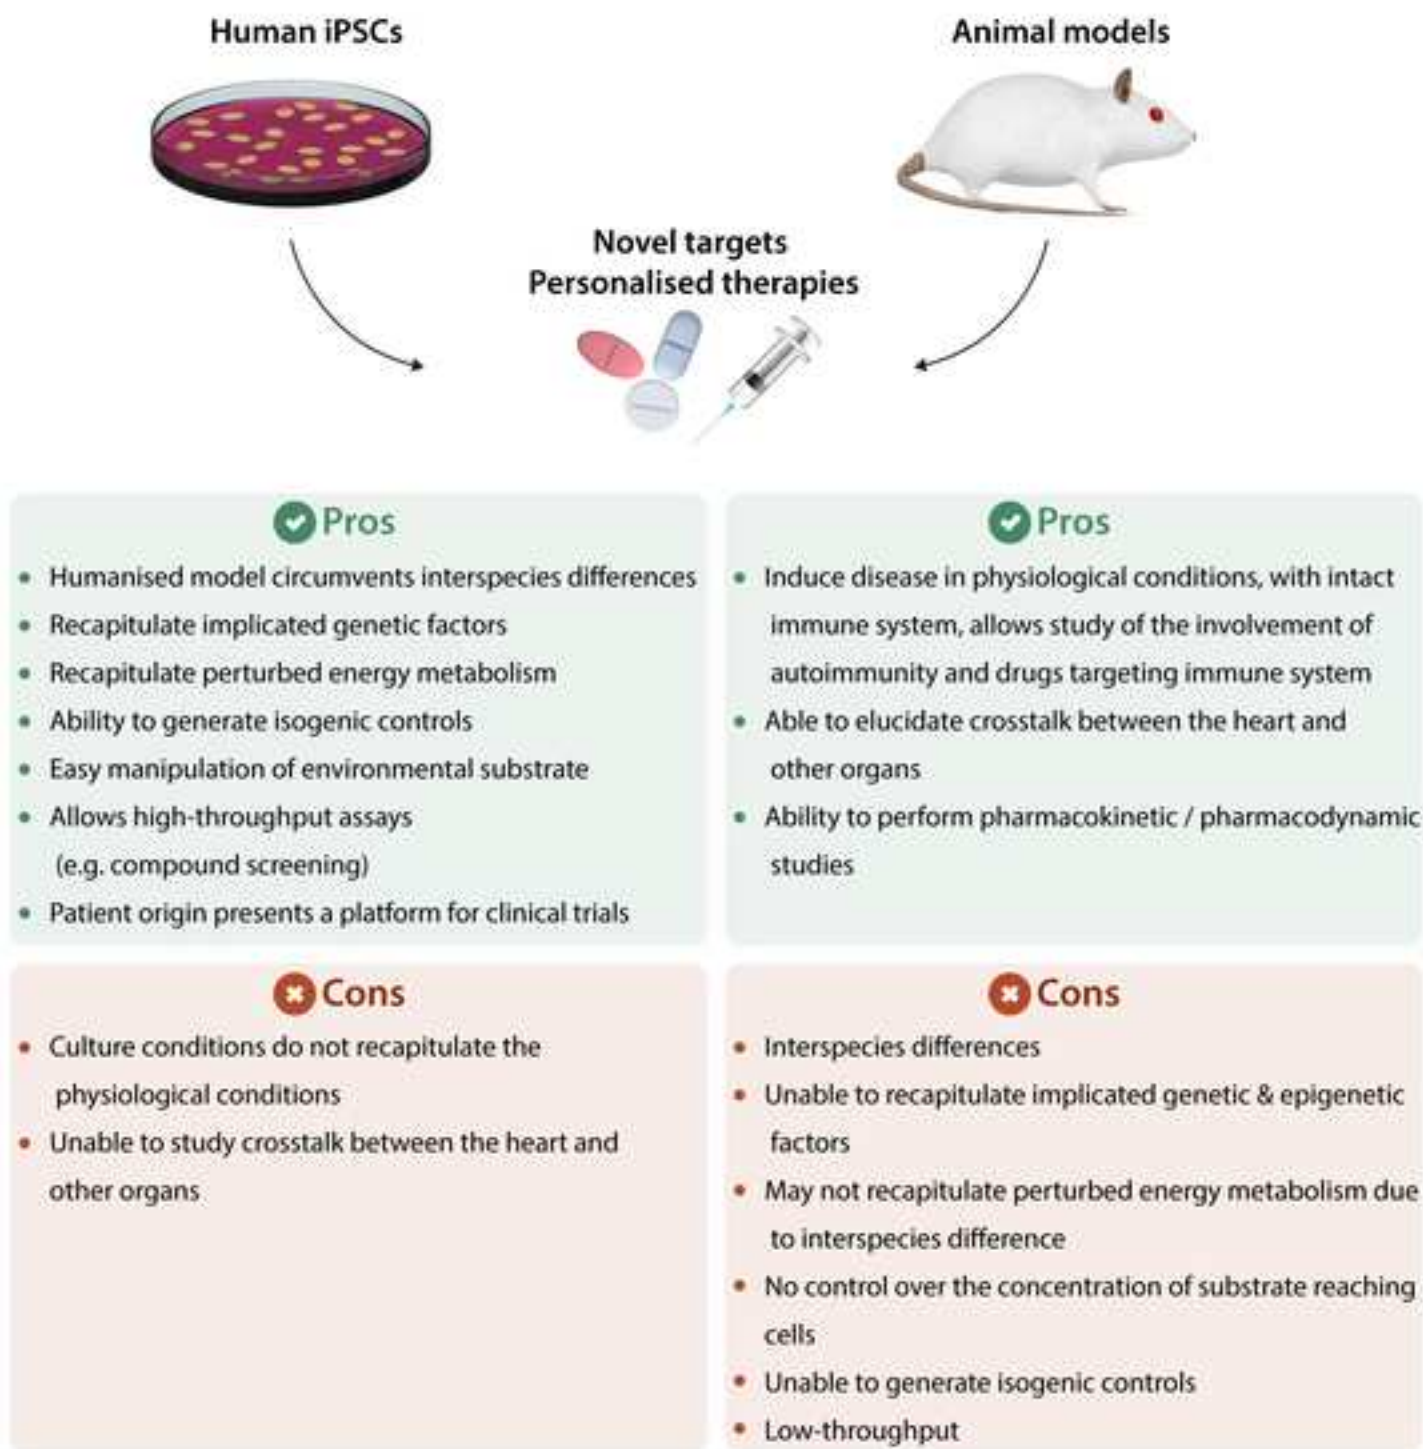 Human iPSCs
Animal models
Novel targets
Personalised therapies
Pros
• Humanised model circumvents interspecies differences
• Recapitulate implicated genetic factors
• Recapitulate perturbed energy metabolism
• Ability to generate isogenic controls
• Easy manipulation of environmental substrate
• Allows high-throughput assays
(e.g. compound screening)
• Patient origin presents a platform for clinical trials
Pros
• Induce disease in physiological conditions, with intact
immune system, allows study of the involvement of
autoimmunity and drugs targeting immune system
• Able to elucidate crosstalk between the heart and
other organs
• Ability to perform pharmacokinetic / pharmacodynamic
studies
Cons
• Culture conditions do not recapitulate the
physiological conditions
• Unable to study crosstalk between the heart and
other organs
Cons
• Interspecies differences
• Unable to recapitulate implicated genetic & epigenetic
factors
• May not recapitulate perturbed energy metabolism due
to interspecies difference
• No control over the concentration of substrate reaching
cells
• Unable to generate isogenic controls
• Low-throughput